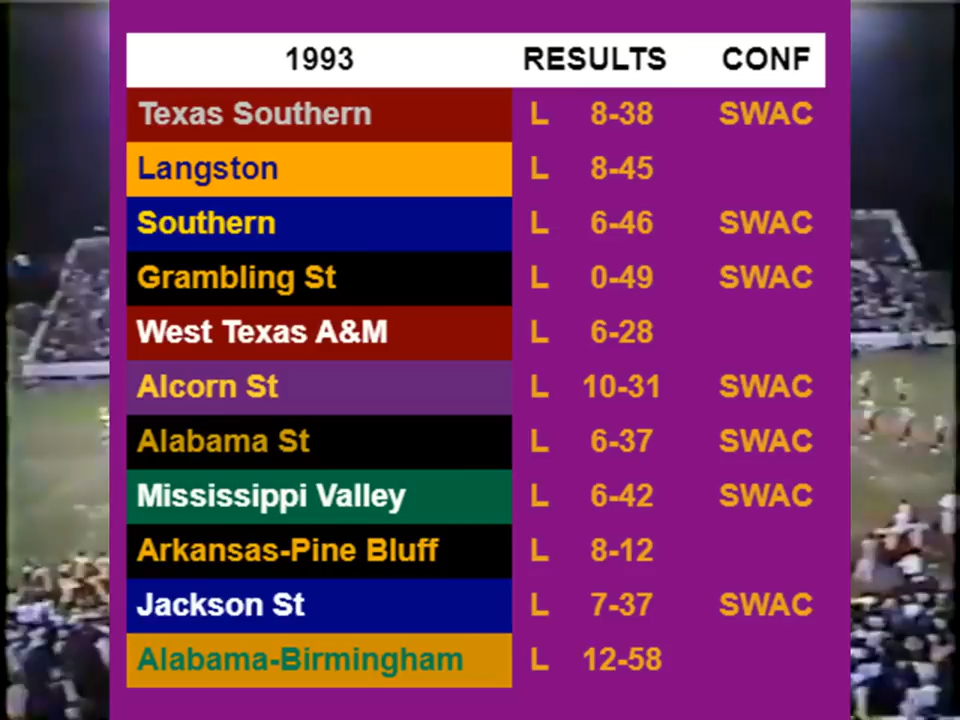 1993 RESULTS CONF
Texas Southern L 8-38 SWAC
Langston L 8-45
Southern L 6-46 SWAC
Grambling St L 0-49 SWAC
West Texas A&M L 6-28
Alcorn St L 10-31 SWAC
Alabama St L 6-37 SWAC
Mississippi Valley L 6-42 SWAC
Arkansas-Pine Bluff L 8-12
Jackson St L 7-37 SWAC
Alabama-Birmingham L 12-58